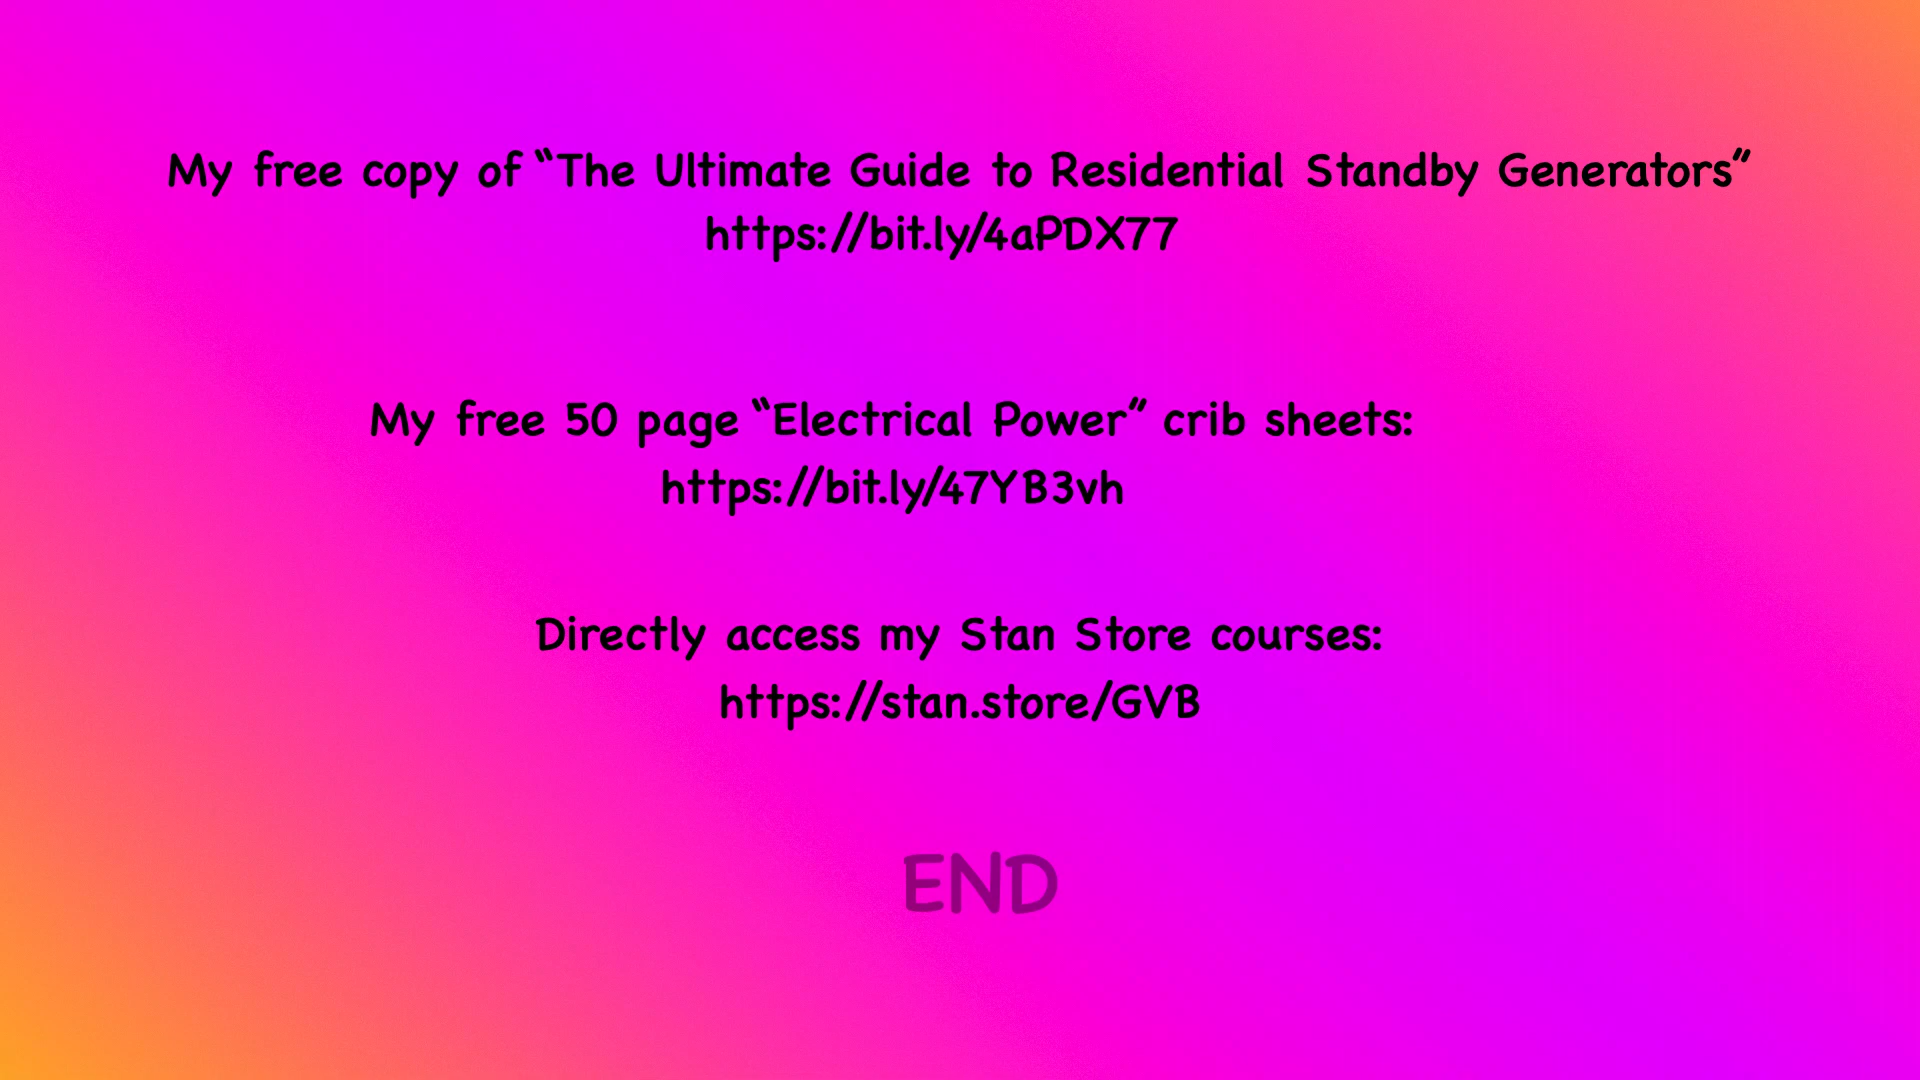 My free copy of “The Ultimate Guide to Residential Standby Generators”
https://bit.ly/4aPDX77
My free 50 page “Electrical Power” crib sheets:
https://bit.ly/47YB3vh
Directly access my Stan Store courses:
https://stan.store/GVB
END